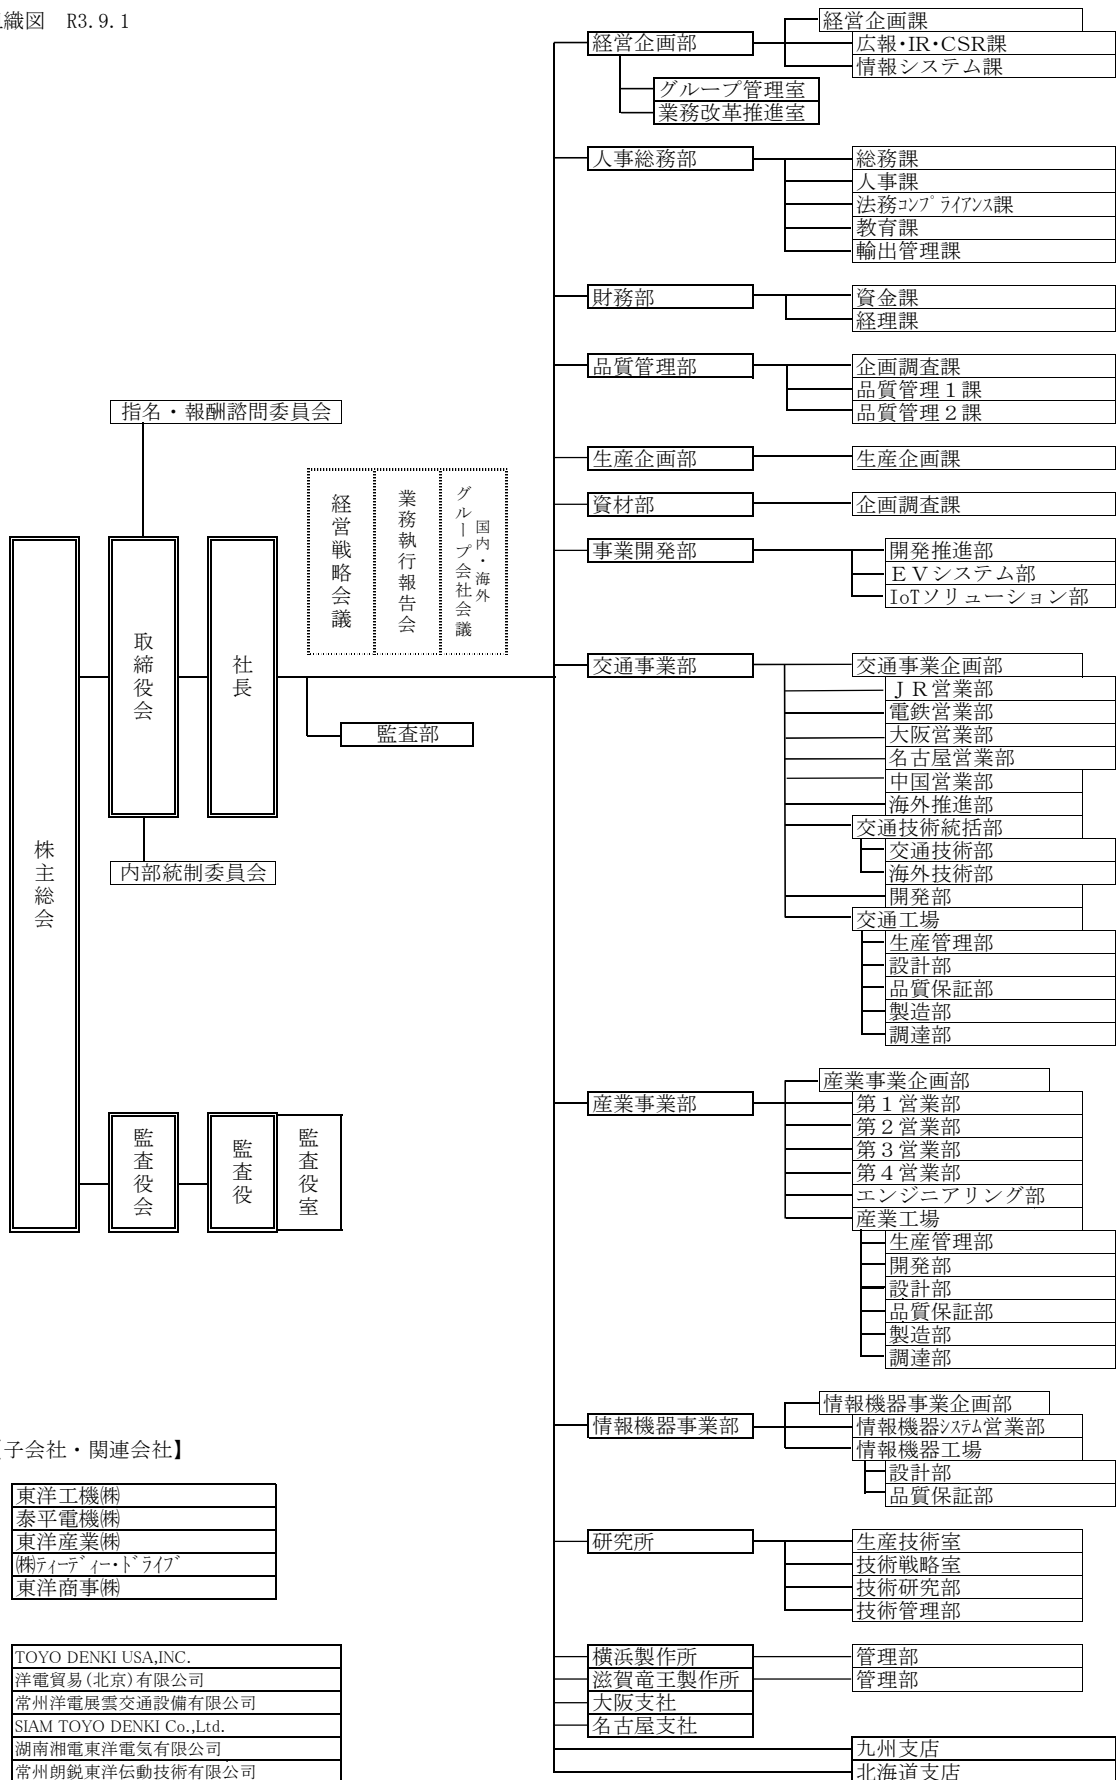 織図　R3.9.1
経営企画部
経営企画課
広報・IR・CSR課
情報システム課
グループ管理室
業務改革推進室
人事総務部
総務課
人事課
法務ｺﾝﾌﾟﾗｲｱﾝｽ課
教育課
輸出管理課
財務部
資金課
経理課
品質管理部
企画調査課
品質管理１課
品質管理２課
生産企画部
生産企画課
資材部
企画調査課
事業開発部
開発推進部
ＥＶシステム部
IoTソリューション部
指名・報酬諮問委員会
経営戦略会議
業務執行報告会
国内・海外
グループ会社会議
株主総会
取締役会
社長
監査部
内部統制委員会
監査役会
監査役
監査役室
交通事業部
交通事業企画部
ＪＲ営業部
電鉄営業部
大阪営業部
名古屋営業部
中国営業部
海外推進部
交通技術統括部
交通技術部
海外技術部
開発部
交通工場
生産管理部
設計部
品質保証部
製造部
調達部
産業事業部
産業事業企画部
第１営業部
第２営業部
第３営業部
第４営業部
エンジニアリング部
産業工場
生産管理部
開発部
設計部
品質保証部
製造部
調達部
情報機器事業部
情報機器事業企画部
情報機器ｼｽﾃﾑ営業部
情報機器工場
設計部
品質保証部
研究所
生産技術室
技術戦略室
技術研究部
技術管理部
横浜製作所
管理部
滋賀竜王製作所
管理部
大阪支社
名古屋支社
九州支店
北海道支店
子会社・関連会社】
東洋工機㈱
泰平電機㈱
東洋産業㈱
㈱ﾃｨｰﾃﾞｨｰ・ﾄﾞﾗｲﾌﾞ
東洋商事㈱
TOYO DENKI USA,INC.
洋電貿易(北京)有限公司
常州洋電展雲交通設備有限公司
SIAM TOYO DENKI Co.,Ltd.
湖南湘電東洋電気有限公司
常州朗鋭東洋伝動技術有限公司